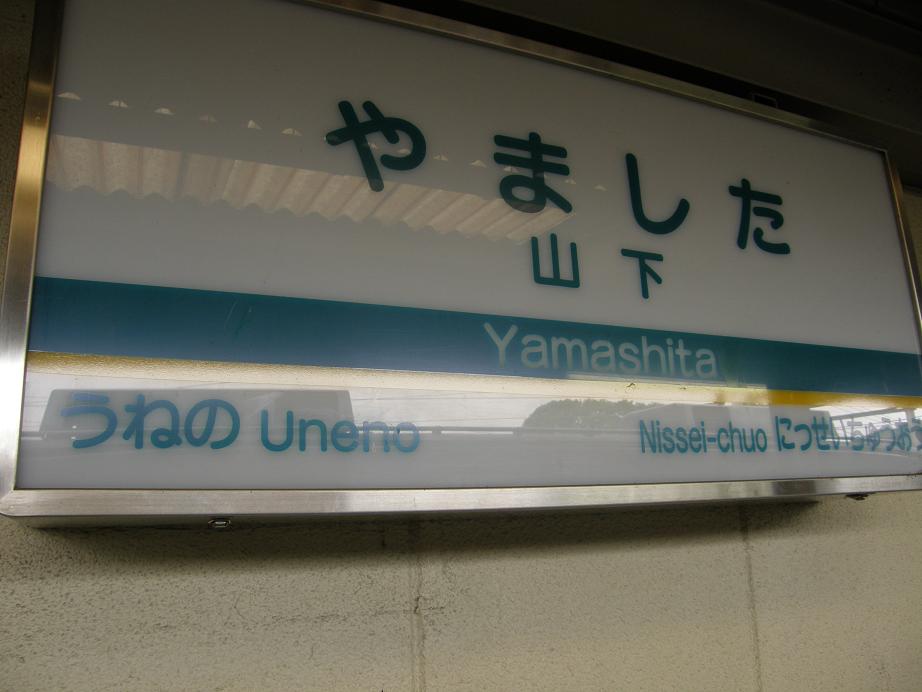 やました
山下
Yamashita
うねの Uneno
Nissei-chuo にっせいちゅうおう